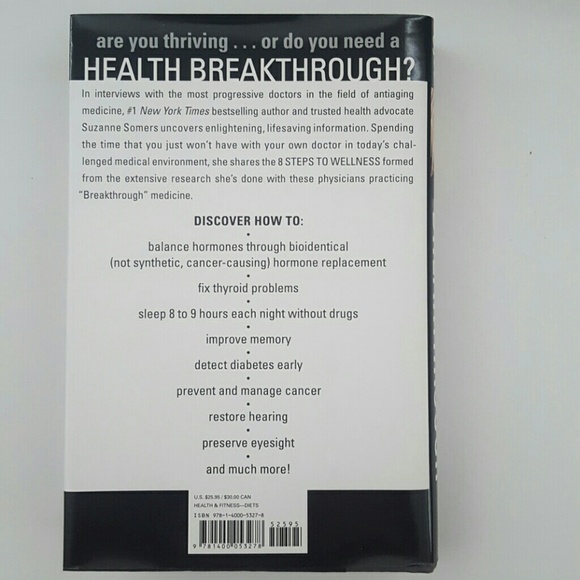 are you thriving . . . or do you need a
HEALTH BREAKTHROUGH?
In interviews with the most progressive doctors in the field of antiaging
medicine, #1 New York Times bestselling author and trusted health advocate
Suzanne Somers uncovers enlightening, lifesaving information. Spending
the time that you just won't have with your own doctor in today's chal-
lenged medical environment, she shares the 8 STEPS TO WELLNESS formed
from the extensive research she's done with these physicians practicing
"Breakthrough" medicine.
DISCOVER HOW TO:
•
balance hormones through bioidentical
(not synthetic, cancer-causing) hormone replacement
•
fix thyroid problems
•
sleep 8 to 9 hours each night without drugs
•
improve memory
•
detect diabetes early
•
prevent and manage cancer
•
restore hearing
•
preserve eyesight
•
and much more!
U.S. $25.95 / $30.00 CAN
HEALTH & FITNESS—DIETS
ISBN 978-1-4000-5327-8
52595
9 781400 053278